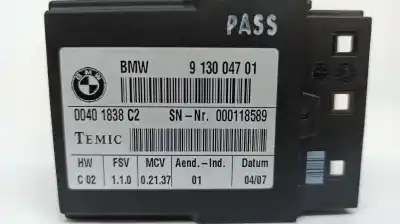 PASS
BMW
BMW 9 130 047 01
0040 1838 C2 SN-Nr. 000118589
TEMIC
HW FSV MCV Aend.-Ind. Datum
C 02 1.1.0 0.21.37 01 04/07